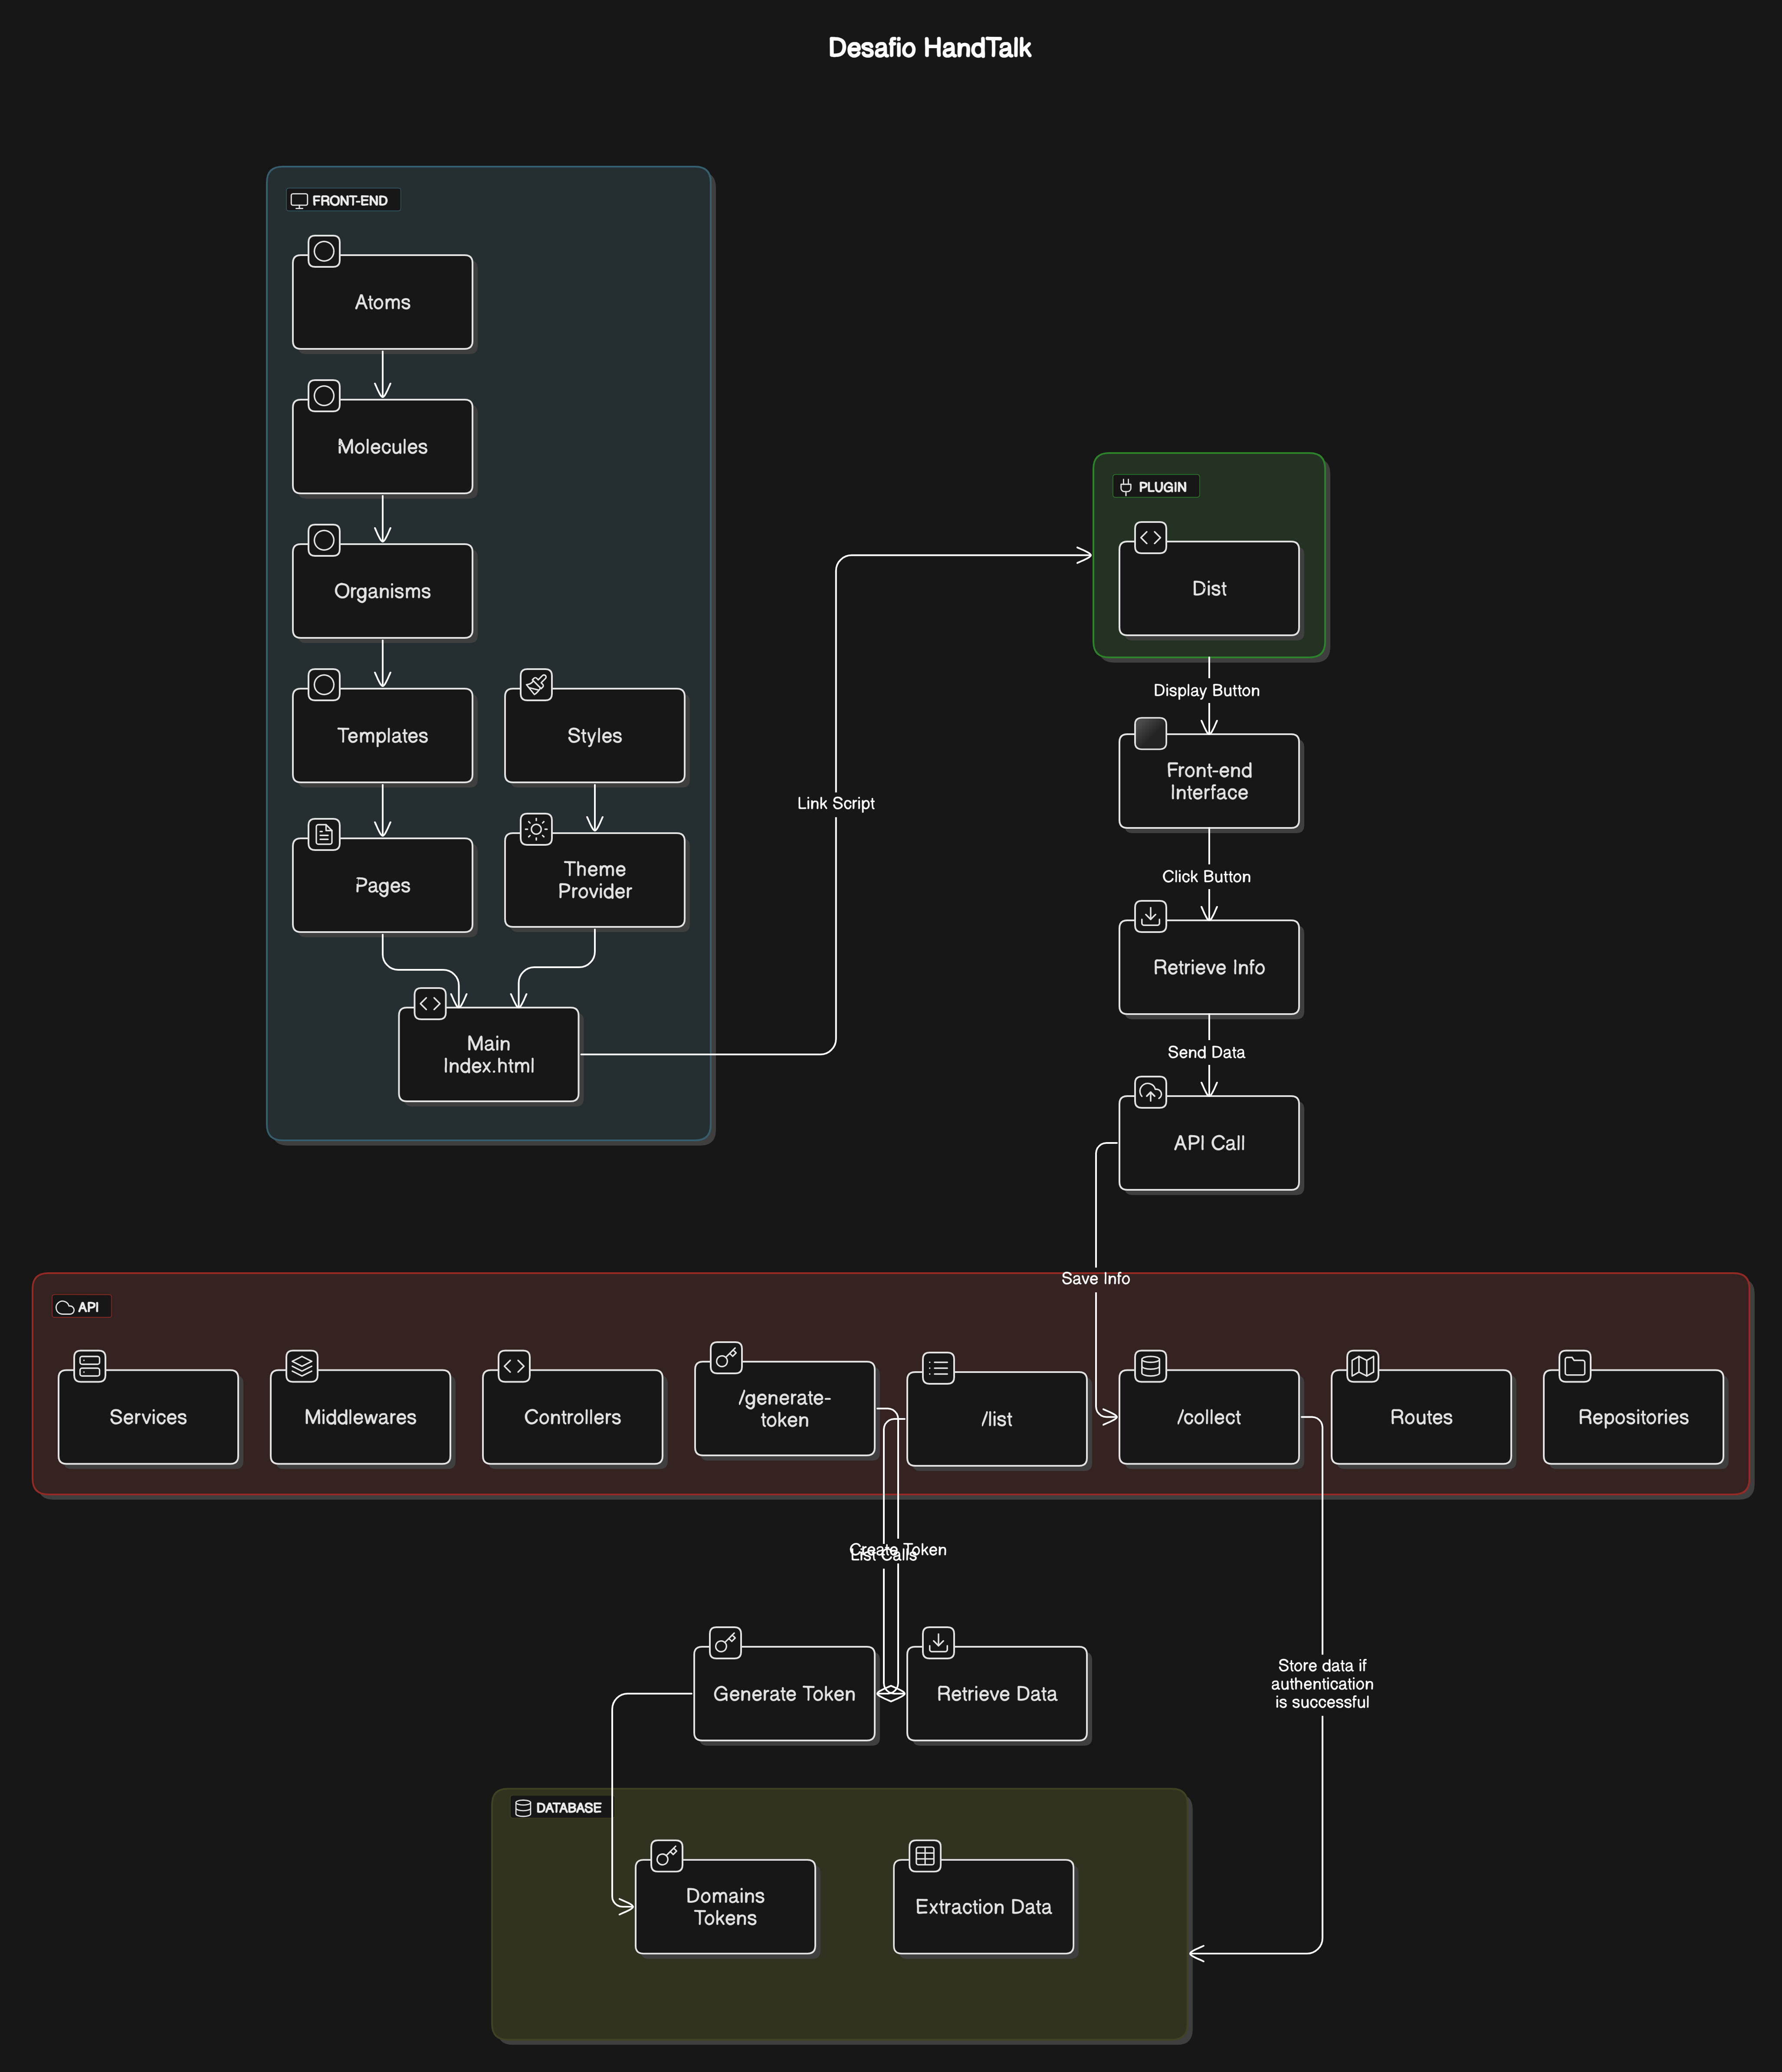 Desafio HandTalk
FRONT-END
Atoms
Molecules
Organisms
Templates
Styles
Pages
Theme
Provider
Main
Index.html
Link Script
PLUGIN
Dist
Display Button
Front-end
Interface
Click Button
Retrieve Info
Send Data
API Call
Save Info
API
Services
Middlewares
Controllers
/generate-
token
/list
/collect
Routes
Repositories
Create Token
List Calls
Generate Token
Retrieve Data
Store data if
authentication
is successful
DATABASE
Domains
Tokens
Extraction Data